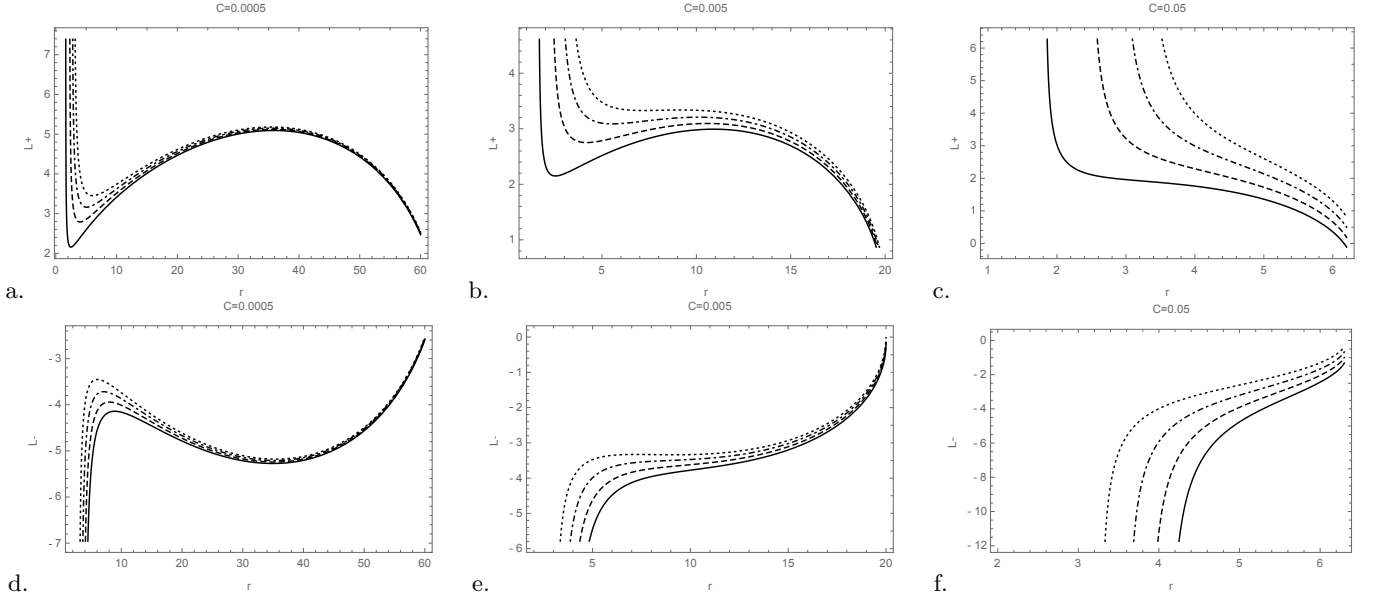 C=0.0005
C=0.005
C=0.05
7
6
5
4
3
2
L+
0 10 20 30 40 50 60
r
a.
4
3
2
1
L+
5 10 15 20
r
b.
6
5
4
3
2
1
0
L+
1 2 3 4 5 6
r
c.
C=0.0005
C=0.005
C=0.05
- 3
- 4
- 5
- 6
- 7
L-
10 20 30 40 50 60
r
d.
0
- 1
- 2
- 3
- 4
- 5
- 6
L-
5 10 15 20
r
e.
0
- 2
- 4
- 6
- 8
- 10
- 12
L-
2 3 4 5 6
r
f.